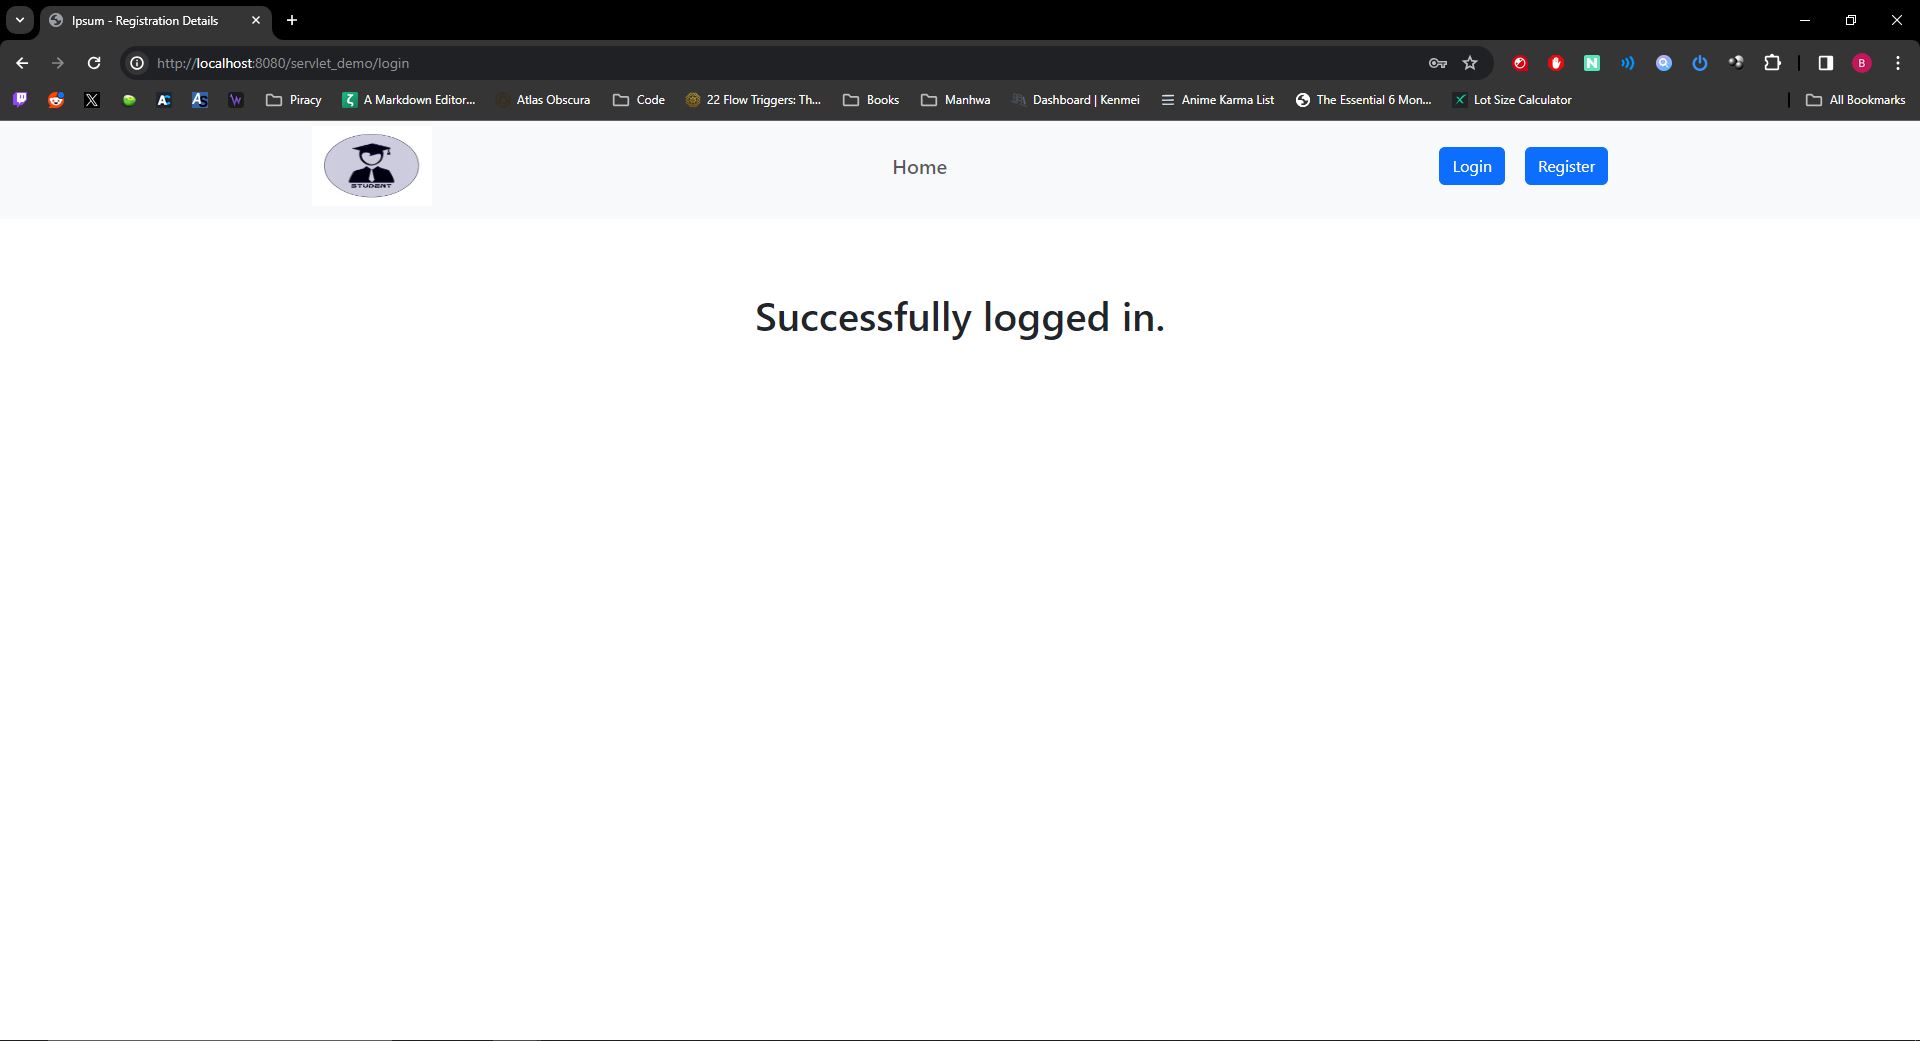 Ipsum - Registration Details
http://localhost:8080/servlet_demo/login
B
Piracy
A Markdown Editor...
Atlas Obscura
Code
22 Flow Triggers: Th...
Books
Manhwa
Dashboard | Kenmei
Anime Karma List
The Essential 6 Mon...
Lot Size Calculator
All Bookmarks
STUDENT
Home
Login
Register
Successfully logged in.